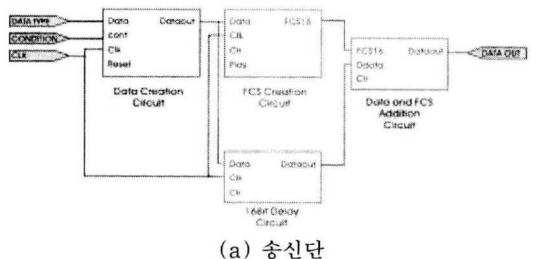 DATA TYPE
CONDITION
CLK
Data Dataout
cont
Clk
Reset
Data Creation
Circuit
Data FCS16
Clk
Clr
Play
FCS Creation
Circuit
FCS16 Dataout
Ddata
Clr
Data and FCS
Addition
Circuit
DATA OUT
Data Dataout
Clk
Clr
16Bit Delay
Circuit
(a) 송신단